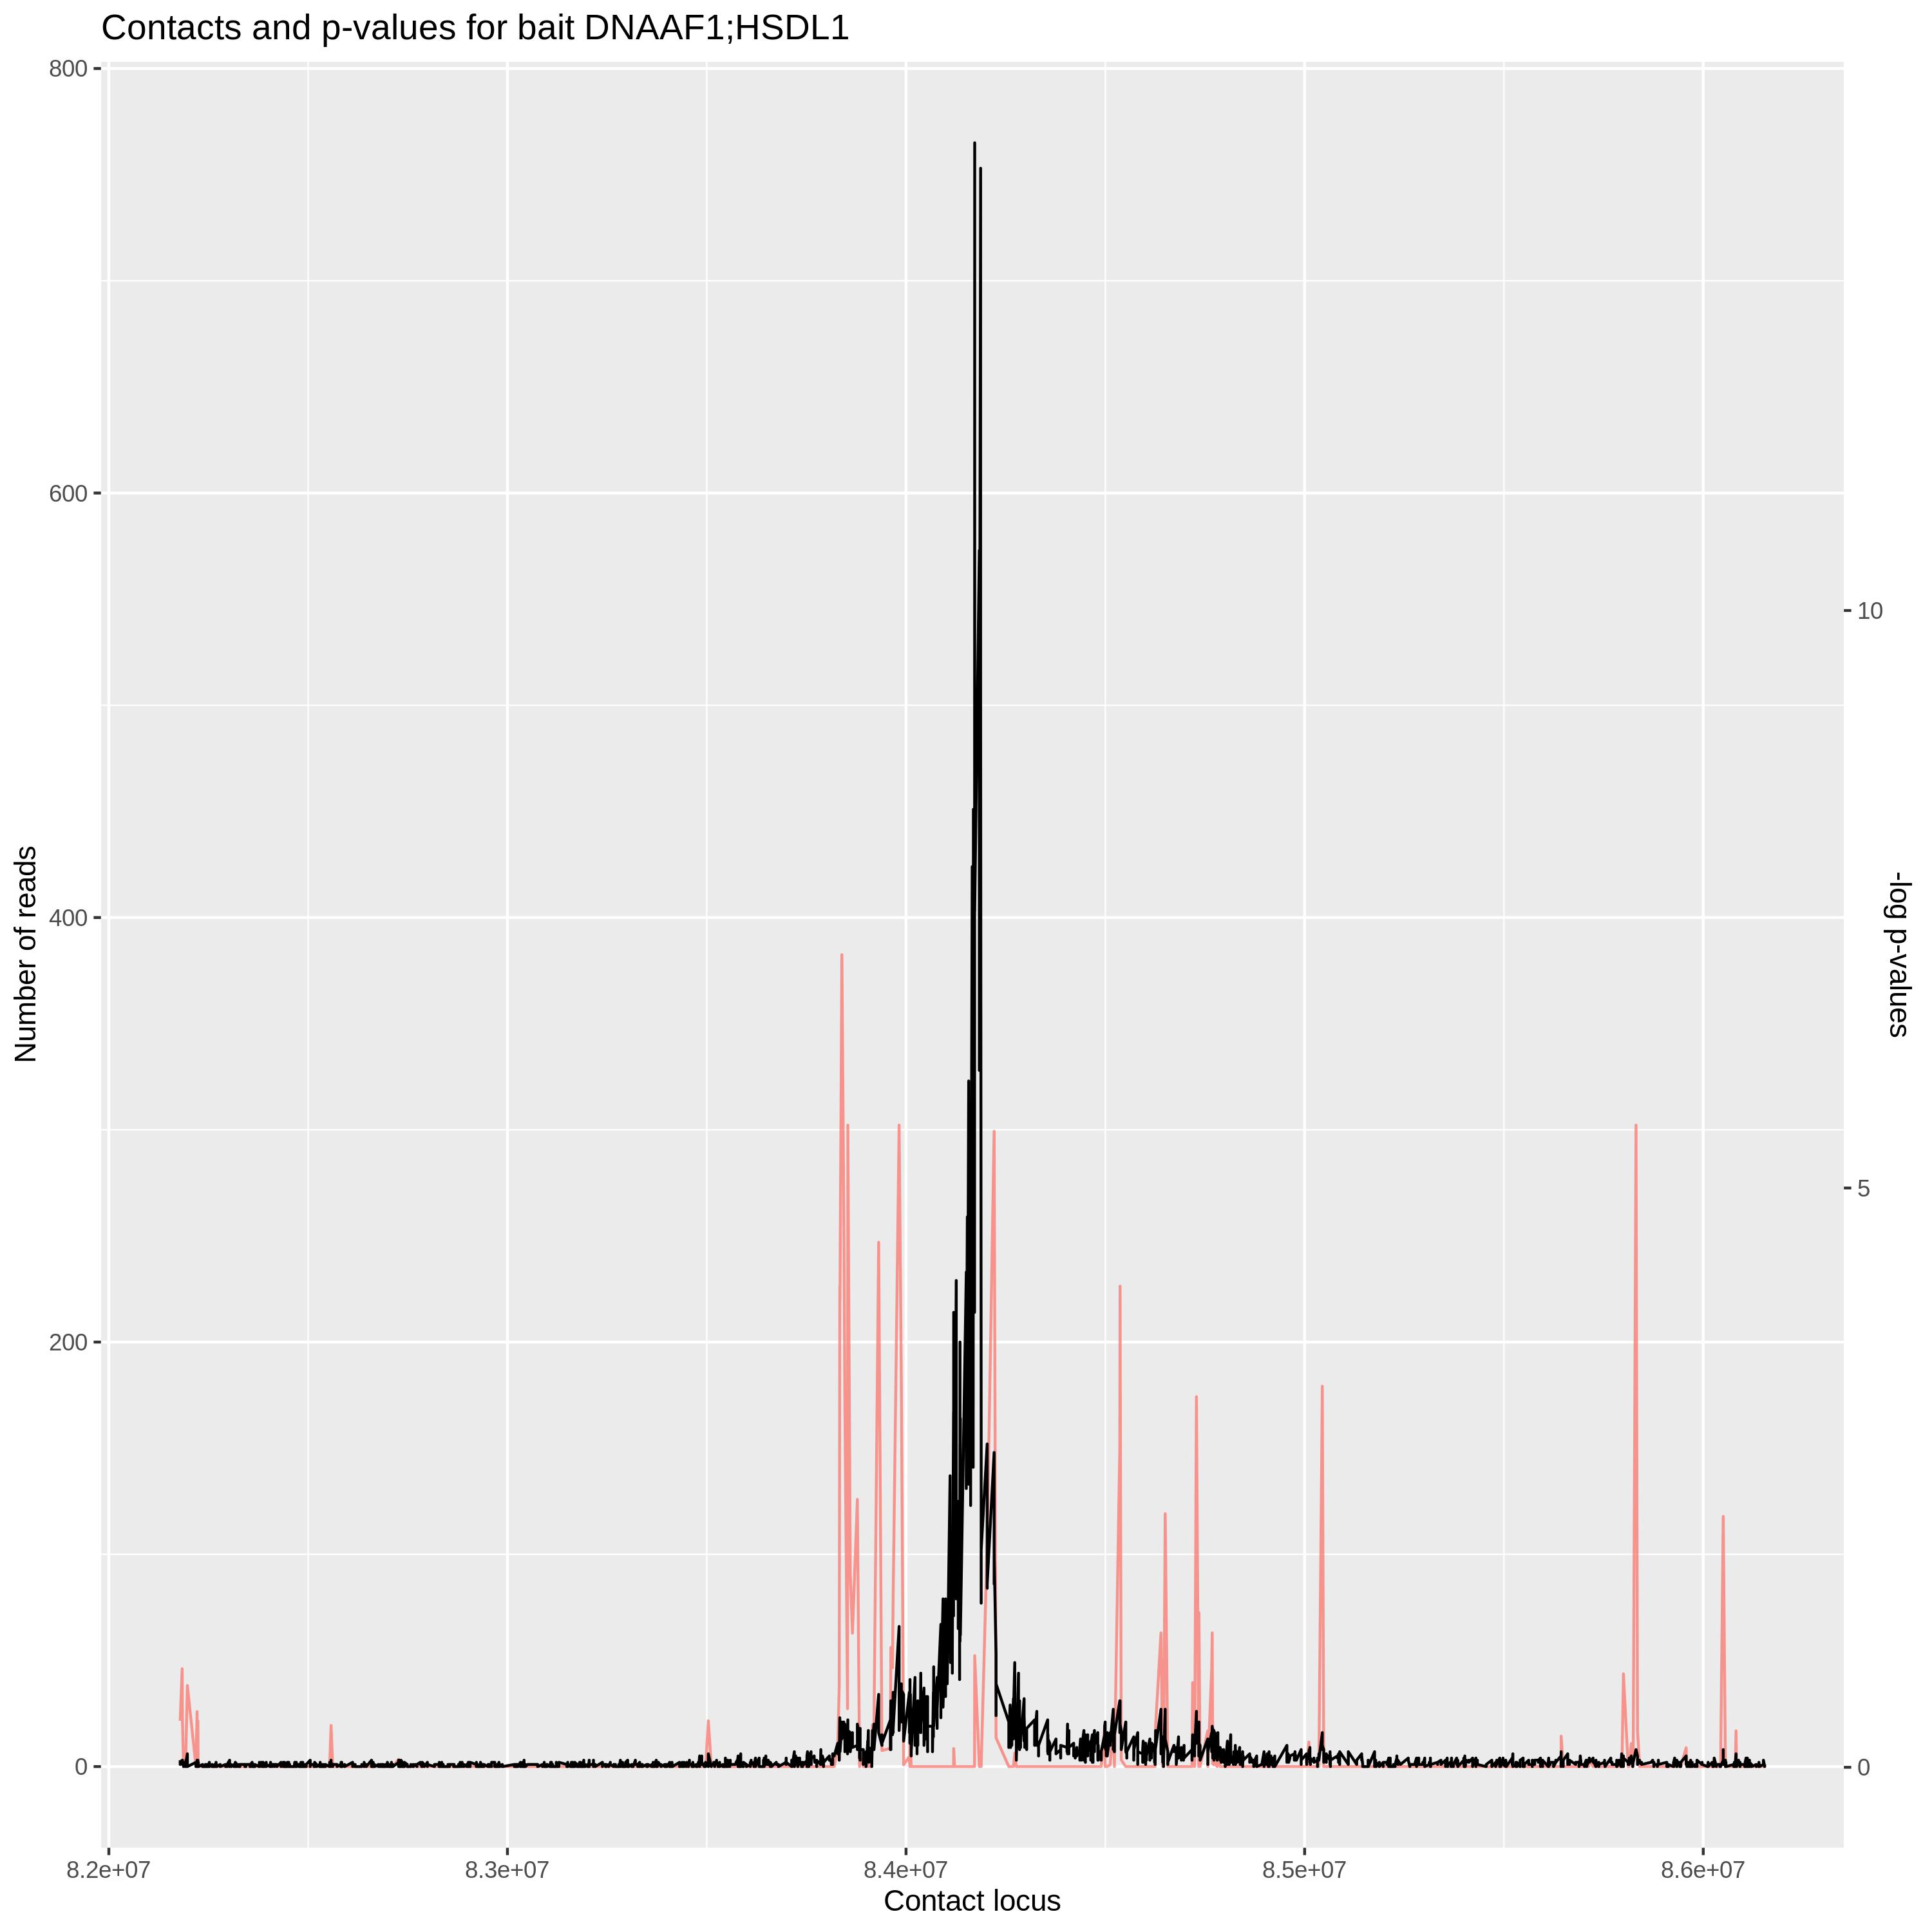 Contacts and p-values for bait DNAAF1;HSDL1
800
600
400
200
0
Number of reads
10
5
0
-log p-values
8.2e+07
8.3e+07
8.4e+07
8.5e+07
8.6e+07
Contact locus